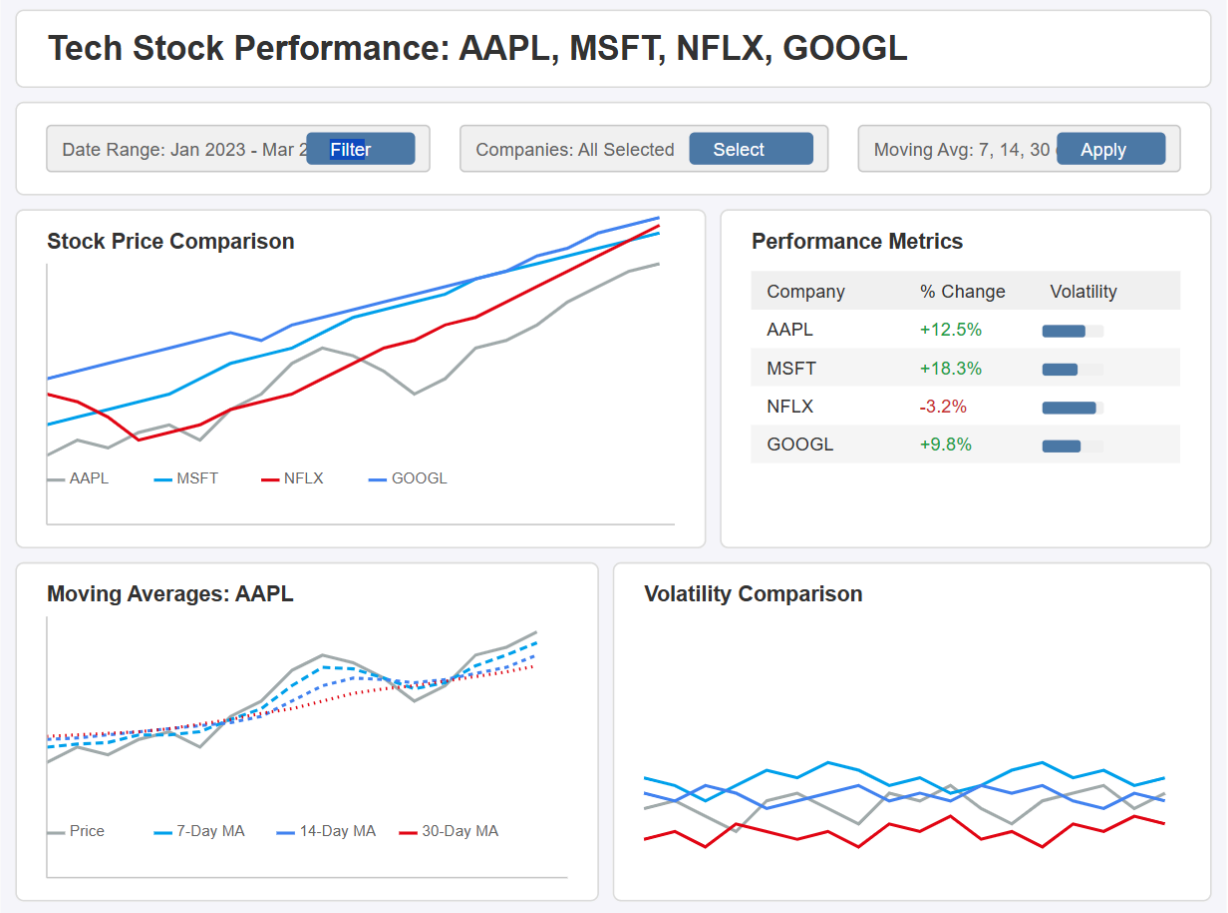 Tech Stock Performance: AAPL, MSFT, NFLX, GOOGL
Date Range: Jan 2023 - Mar Filter
Companies: All Selected Select
Moving Avg: 7, 14, 30 Apply
Stock Price Comparison
AAPL MSFT NFLX GOOGL
Performance Metrics
Company % Change Volatility
AAPL +12.5%
MSFT +18.3%
NFLX -3.2%
GOOGL +9.8%
Moving Averages: AAPL
Price 7-Day MA 14-Day MA 30-Day MA
Volatility Comparison